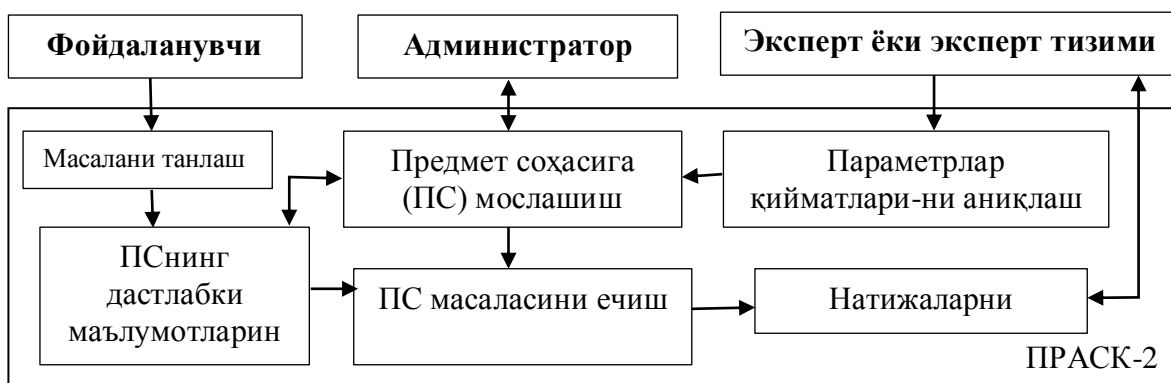 Фойдаланувчи
Администратор
Эксперт ёки эксперт тизими
Масалани танлаш
Предмет соҳасига
(ПС) мослашиш
Параметрлар
қийматлари-ни аниқлаш
ПСнинг
дастлабки
маълумотларин
ПС масаласини ечиш
Натижаларни
ПРАСК-2